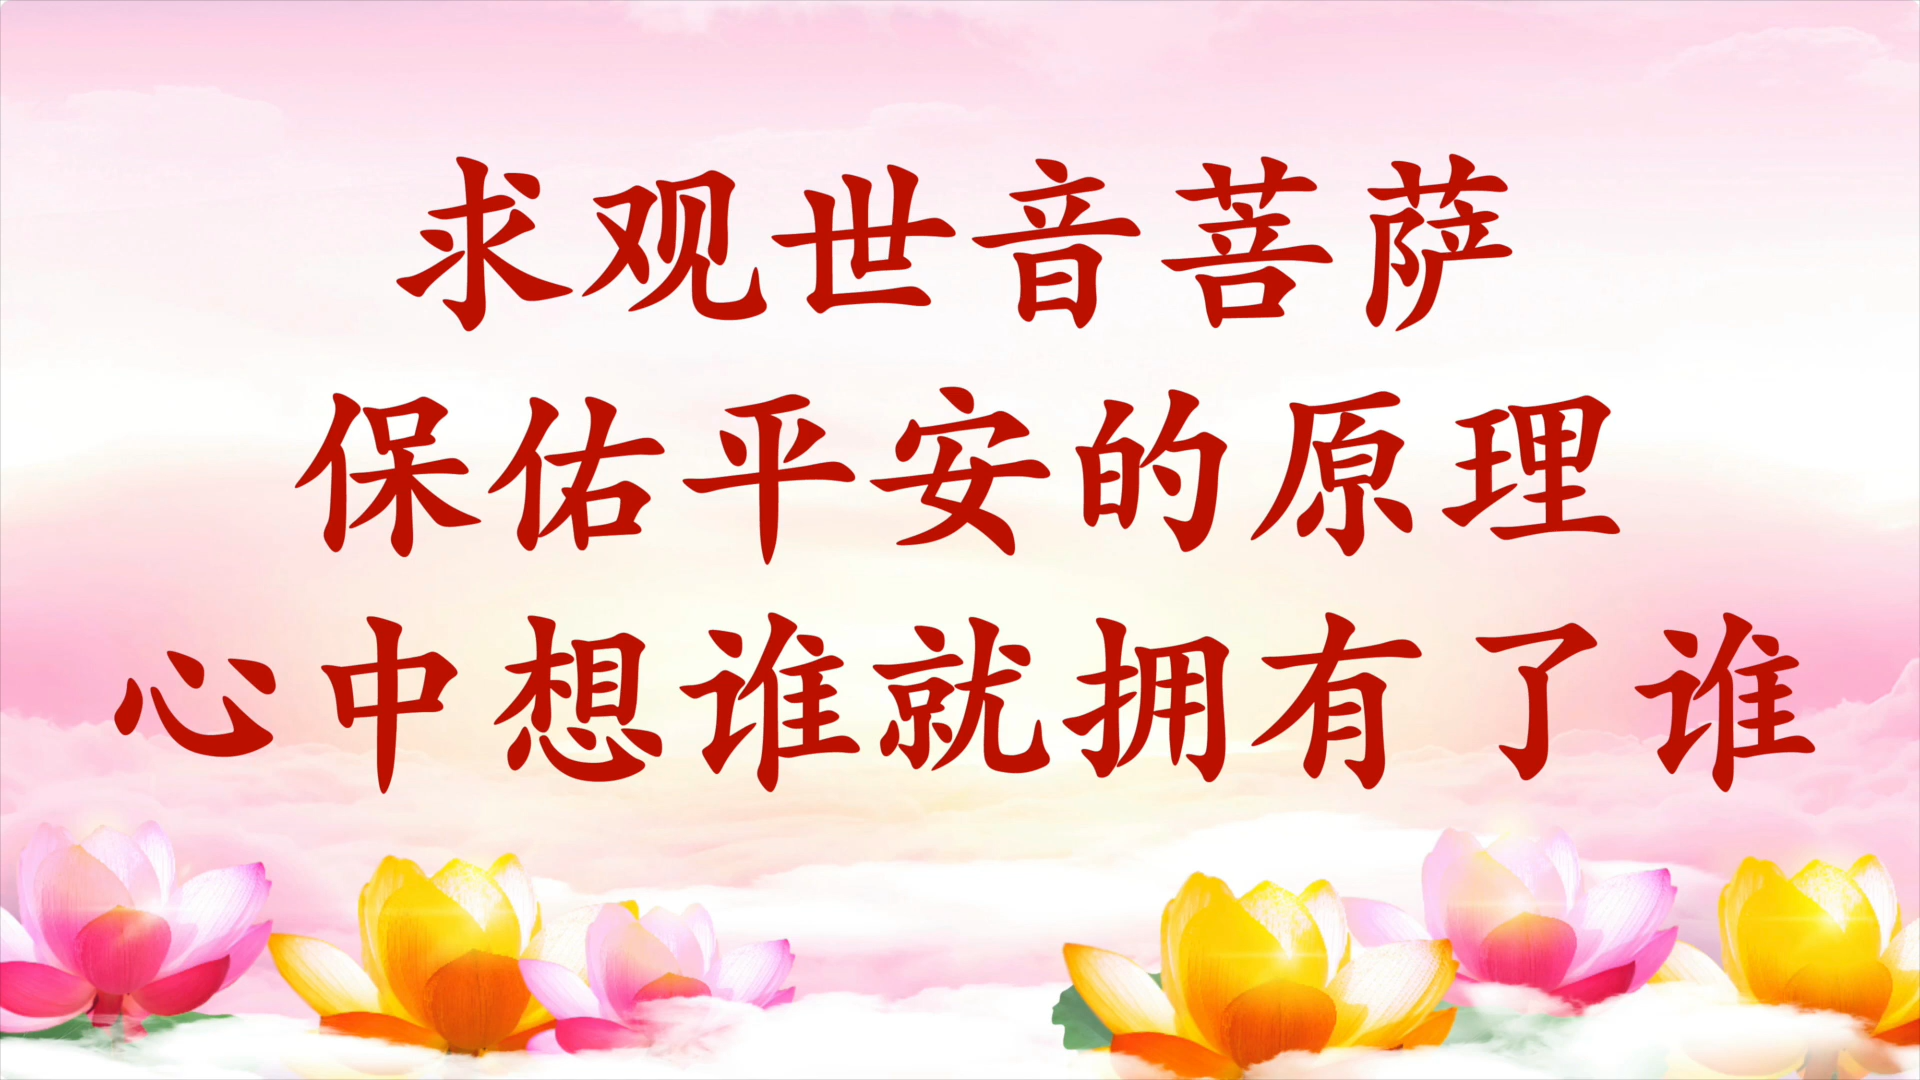 求观世音菩萨
保佑平安的原理
心中想谁就拥有了谁